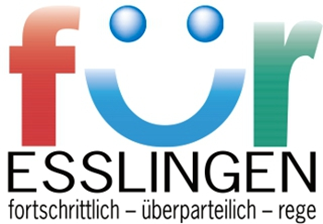 für
ESSLINGEN
fortschrittlich – überparteilich – rege